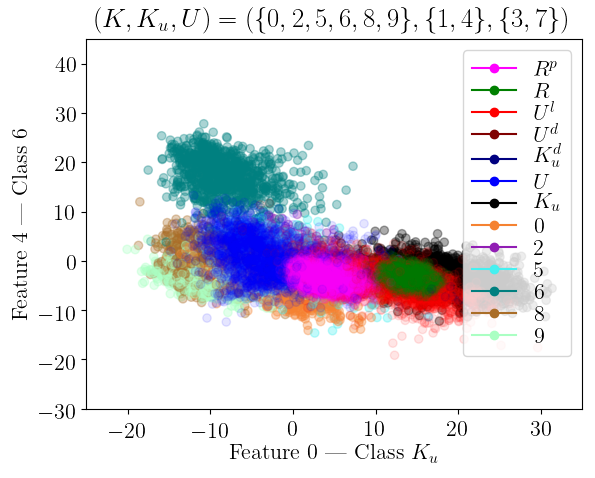 (K, K_u, U) = ({0, 2, 5, 6, 8, 9}, {1, 4}, {3, 7})
40
30
20
10
0
−10
−20
−30
Feature 4 — Class 6
R^p
R
U^l
U^d
K_u^d
U
K_u
0
2
5
6
8
9
−20 −10 0 10 20 30
Feature 0 — Class K_u